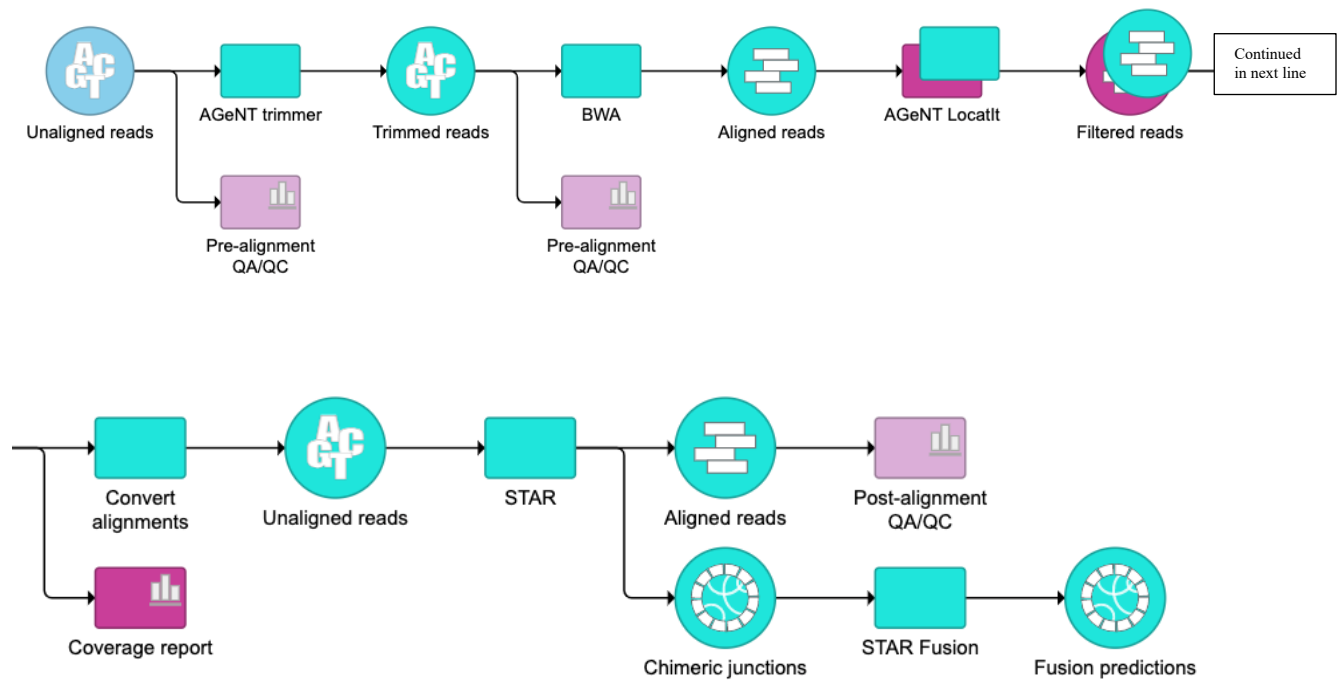 Unaligned reads
AGeNT trimmer
Trimmed reads
BWA
Aligned reads
AGeNT LocatIt
Filtered reads
Continued
in next line
Pre-alignment
QA/QC
Pre-alignment
QA/QC
Convert
alignments
Unaligned reads
STAR
Aligned reads
Post-alignment
QA/QC
Coverage report
Chimeric junctions
STAR Fusion
Fusion predictions